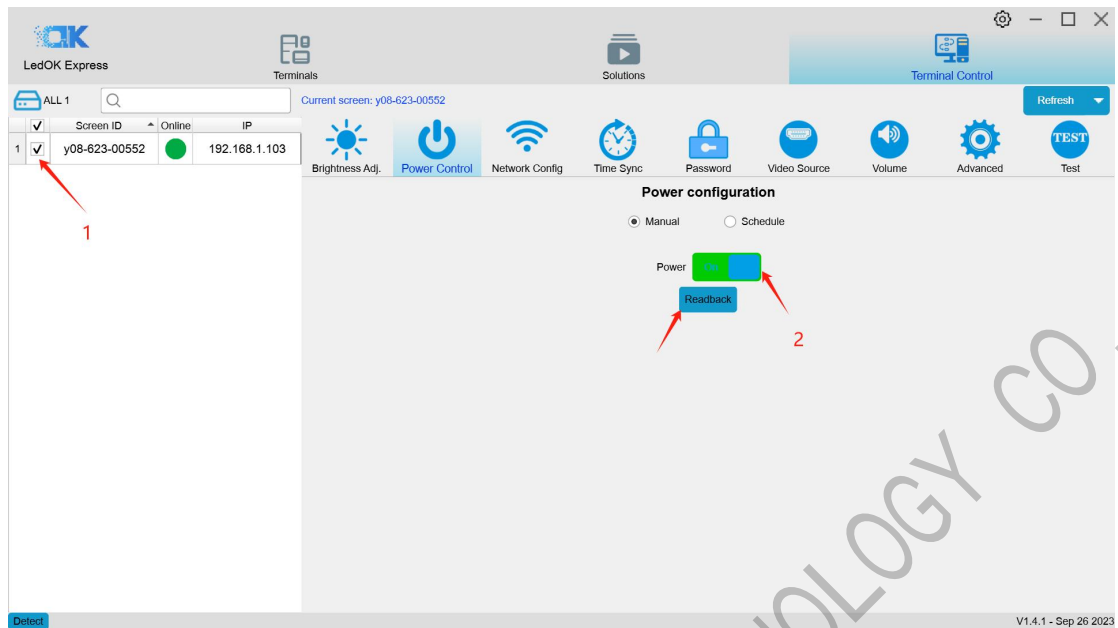 LedOK Express
Terminals
Solutions
Terminal Control
ALL 1
Current screen: y08-623-00552
Refresh
Screen ID
Online
IP
1
y08-623-00552
192.168.1.103
Brightness Adj.
Power Control
Network Config
Time Sync
Password
Video Source
Volume
TEST
Advanced
Test
Power configuration
Manual
Schedule
1
Power
ON
Readback
2
NOLOGY CO
Detect
V1.4.1 - Sep 26 2023